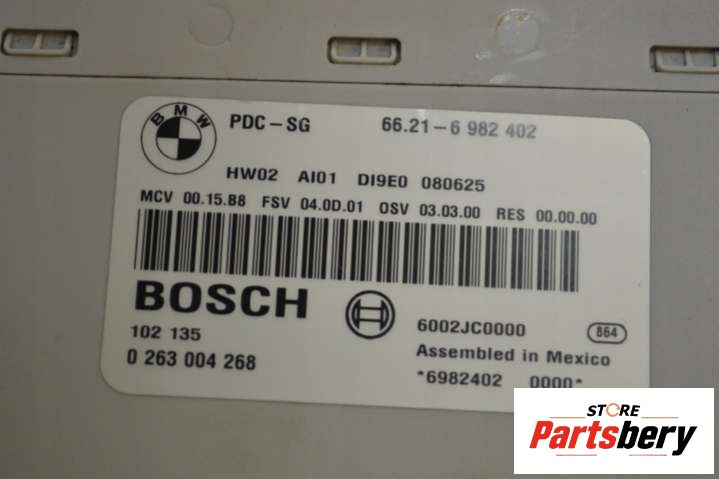 BMW
PDC-SG 66.21-6 982 402
HW02 AI01 DI9E0 080625
MCV 00.15.B8 FSV 04.0D.01 OSV 03.03.00 RES 00.00.00
BOSCH
102 135
0 263 004 268
6002JC0000 864
Assembled in Mexico
*6982402 0000*
STORE
Partsbery